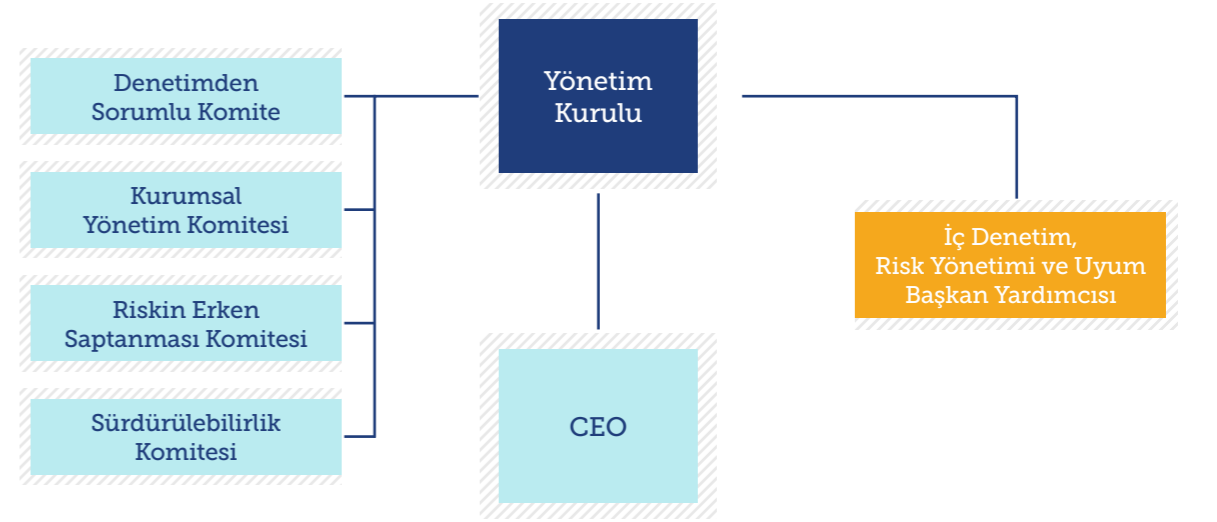 Yönetim
Kurulu
Denetimden
Sorumlu Komite
Kurumsal
Yönetim Komitesi
Riskin Erken
Saptanması Komitesi
Sürdürülebilirlik
Komitesi
CEO
İç Denetim,
Risk Yönetimi ve Uyum
Başkan Yardımcısı